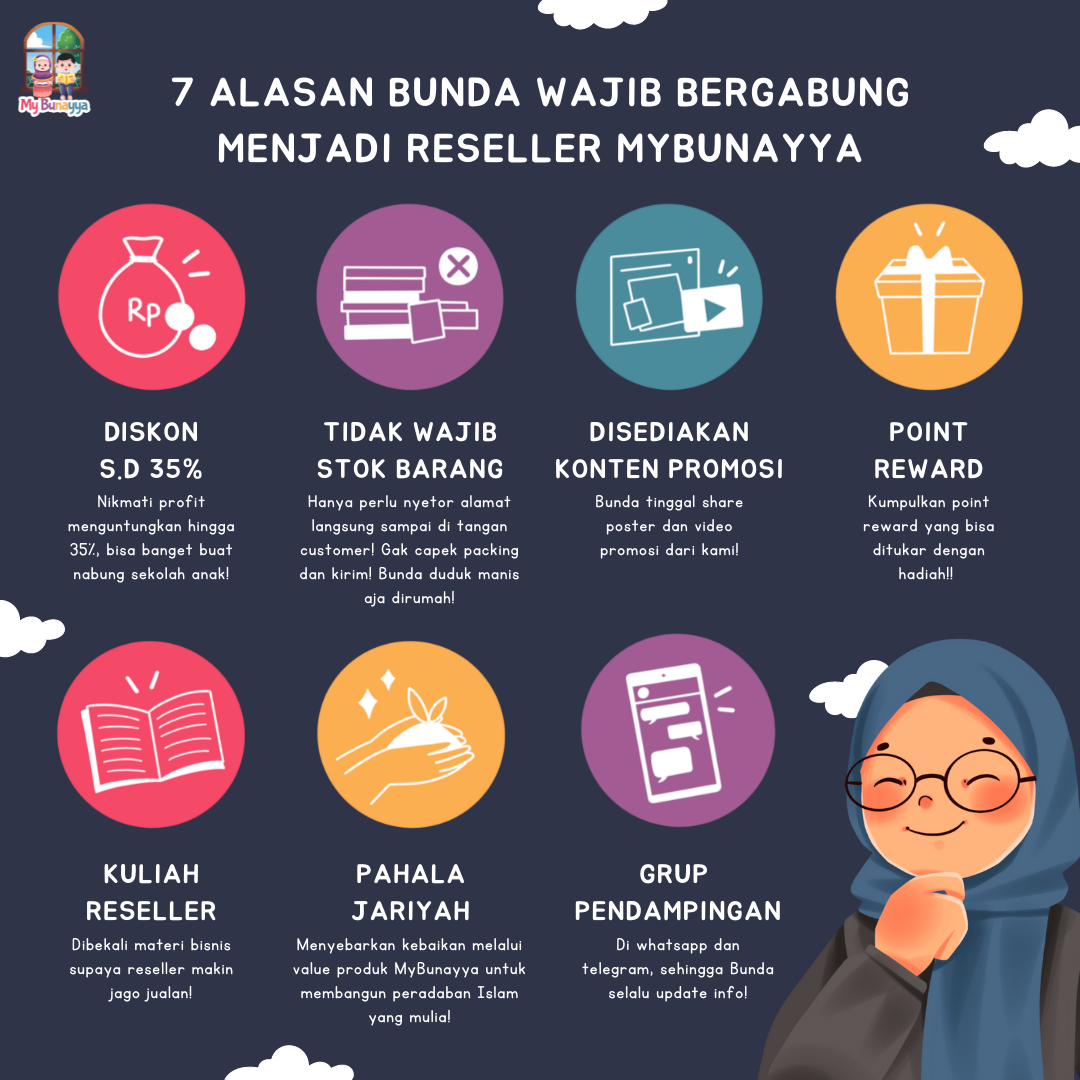 My Bunayya
7 ALASAN BUNDA WAJIB BERGABUNG
MENJADI RESELLER MYBUNAYYA
Rp
DISKON
S.D 35%
Nikmati profit
menguntungkan hingga
35%, bisa banget buat
nabung sekolah anak!
TIDAK WAJIB
STOK BARANG
Hanya perlu nyetor alamat
langsung sampai di tangan
customer! Gak capek packing
dan kirim! Bunda duduk manis
aja dirumah!
DISEDIAKAN
KONTEN PROMOSI
Bunda tinggal share
poster dan video
promosi dari kami!
POINT
REWARD
Kumpulkan point
reward yang bisa
ditukar dengan
hadiah!!
KULIAH
RESELLER
Dibekali materi bisnis
supaya reseller makin
jago jualan!
PAHALA
JARIYAH
Menyebarkan kebaikan melalui
value produk MyBunayya untuk
membangun peradaban Islam
yang mulia!
GRUP
PENDAMPINGAN
Di whatsapp dan
telegram, sehingga Bunda
selalu update info!